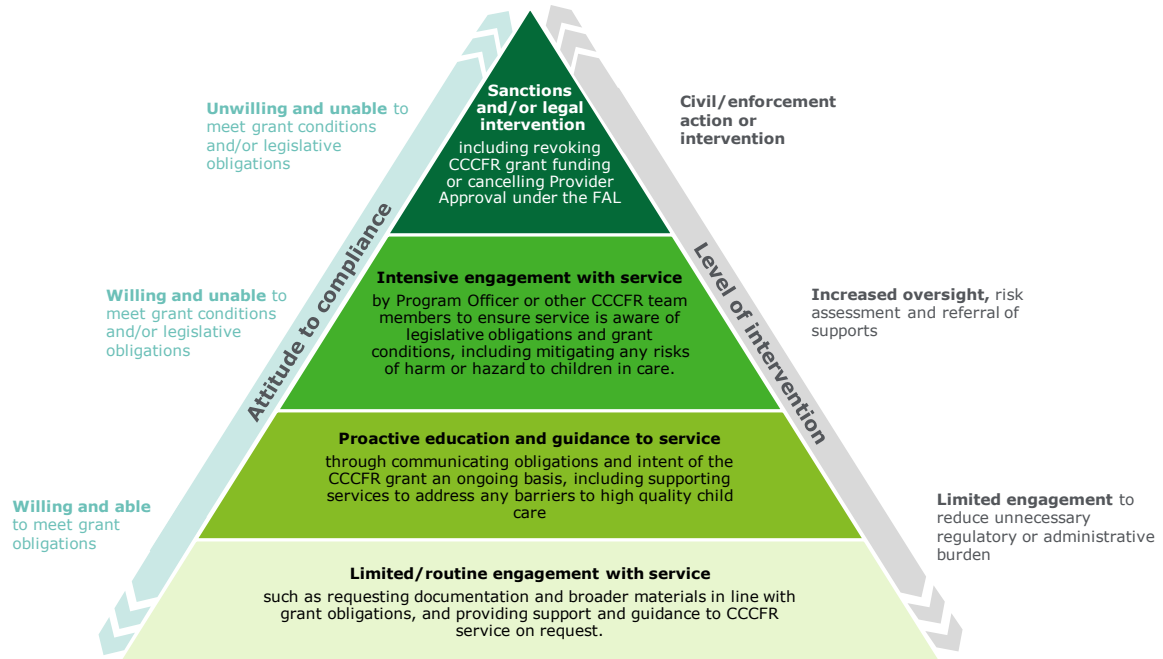 Sanctions
and/or legal
intervention
including revoking
CCCFR grant funding
or cancelling Provider
Approval under the FAL
Unwilling and unable to
meet grant conditions
and/or legislative
obligations
Civil/enforcement
action or
intervention
Attitude to compliance
Level of intervention
Intensive engagement with service
by Program Officer or other CCCFR team
members to ensure service is aware of
legislative obligations and grant
conditions, including mitigating any risks
of harm or hazard to children in care.
Willing and unable to
meet grant conditions
and/or legislative
obligations
Increased oversight, risk
assessment and referral of
supports
Proactive education and guidance to service
through communicating obligations and intent of the
CCCFR grant an ongoing basis, including supporting
services to address any barriers to high quality child
care
Willing and able
to meet grant
obligations
Limited engagement to
reduce unnecessary
regulatory or administrative
burden
Limited/routine engagement with service
such as requesting documentation and broader materials in line with
grant obligations, and providing support and guidance to CCCFR
service on request.